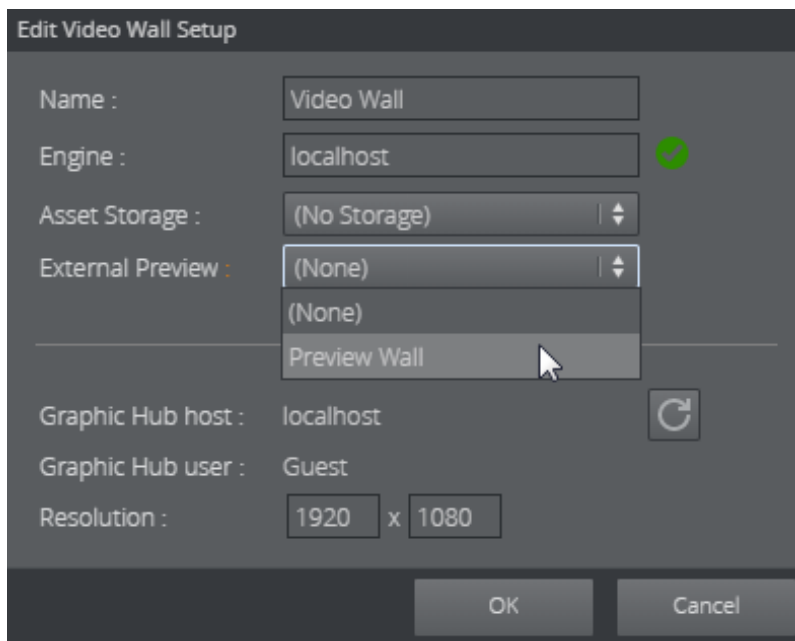 Edit Video Wall Setup
Name : Video Wall
Engine : localhost
Asset Storage : (No Storage)
External Preview : (None)
(None)
Preview Wall
Graphic Hub host : localhost
Graphic Hub user : Guest
Resolution : 1920 x 1080
OK Cancel